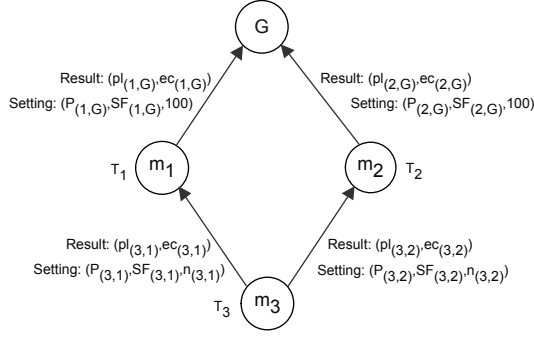 G
Result: (pl(1,G),ec(1,G))
Setting: (P(1,G),SF(1,G),100)
Result: (pl(2,G),ec(2,G))
Setting: (P(2,G),SF(2,G),100)
T1
m1
m2
T2
Result: (pl(3,1),ec(3,1))
Setting: (P(3,1),SF(3,1),n(3,1))
Result: (pl(3,2),ec(3,2))
Setting: (P(3,2),SF(3,2),n(3,2))
T3
m3